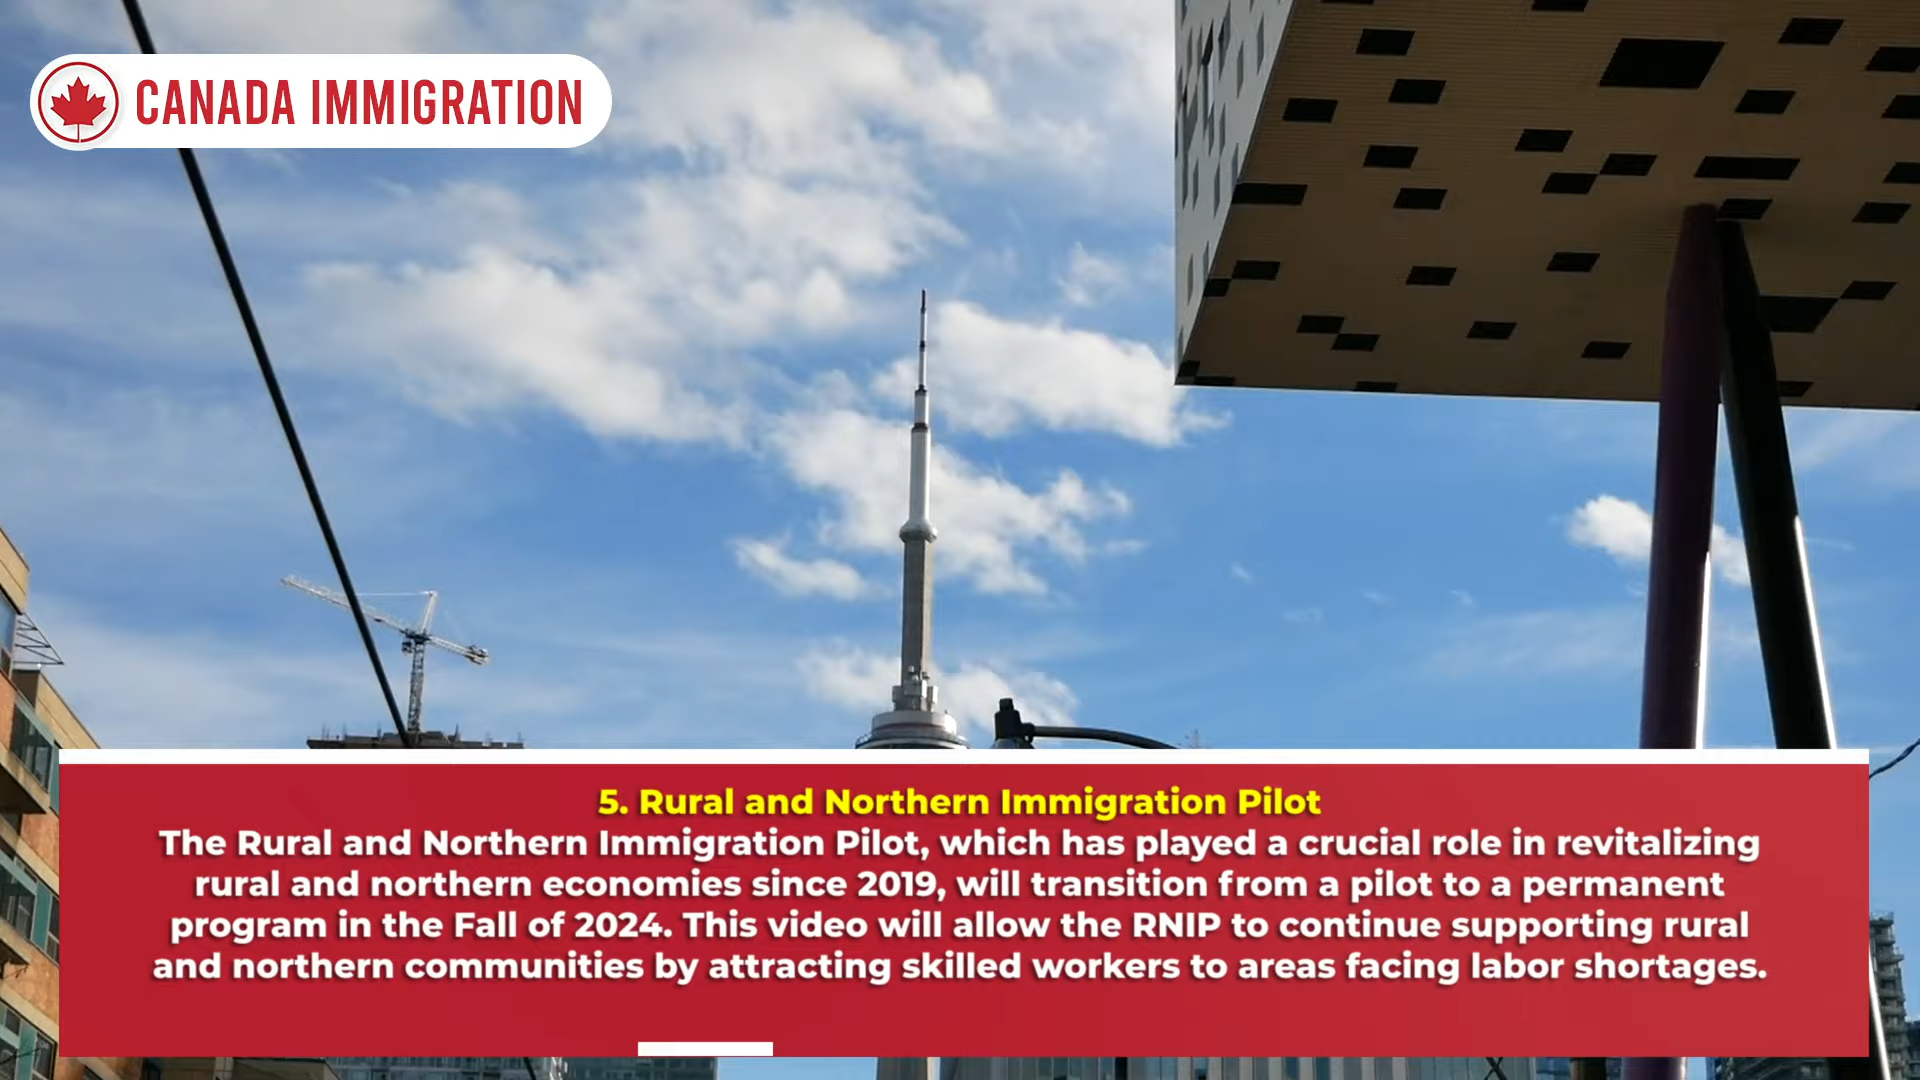 CANADA IMMIGRATION
5. Rural and Northern Immigration Pilot
The Rural and Northern Immigration Pilot, which has played a crucial role in revitalizing
rural and northern economies since 2019, will transition from a pilot to a permanent
program in the Fall of 2024. This video will allow the RNIP to continue supporting rural
and northern communities by attracting skilled workers to areas facing labor shortages.